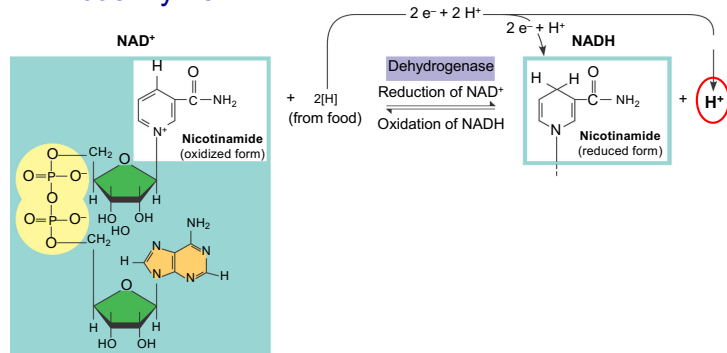 2 e⁻ + 2 H⁺
2 e⁻ + H⁺
NAD⁺
NADH
Dehydrogenase
Reduction of NAD⁺
Oxidation of NADH
+ 2[H]
(from food)
+ H⁺
H
O
C
NH₂
N⁺
Nicotinamide
(oxidized form)
H H
O
C
NH₂
N
Nicotinamide
(reduced form)
O
CH₂
O
O P O⁻
O
O P O⁻
O
CH₂
H
H
HO
OH
HO
NH₂
N
N
H
N
N
H
O
H
H
HO
OH